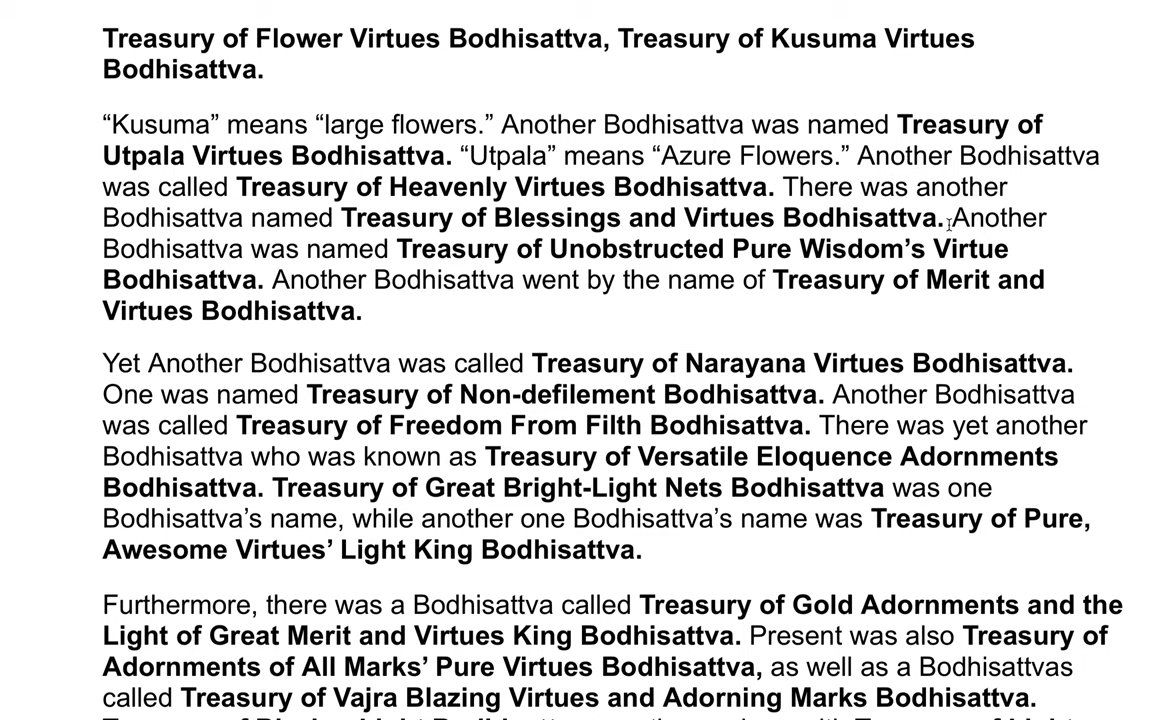 Treasury of Flower Virtues Bodhisattva, Treasury of Kusuma Virtues
Bodhisattva.
“Kusuma” means “large flowers.” Another Bodhisattva was named Treasury of
Utpala Virtues Bodhisattva. “Utpala” means “Azure Flowers.” Another Bodhisattva
was called Treasury of Heavenly Virtues Bodhisattva. There was another
Bodhisattva named Treasury of Blessings and Virtues Bodhisattva. Another
Bodhisattva was named Treasury of Unobstructed Pure Wisdom’s Virtue
Bodhisattva. Another Bodhisattva went by the name of Treasury of Merit and
Virtues Bodhisattva.
Yet Another Bodhisattva was called Treasury of Narayana Virtues Bodhisattva.
One was named Treasury of Non-defilement Bodhisattva. Another Bodhisattva
was called Treasury of Freedom From Filth Bodhisattva. There was yet another
Bodhisattva who was known as Treasury of Versatile Eloquence Adornments
Bodhisattva. Treasury of Great Bright-Light Nets Bodhisattva was one
Bodhisattva’s name, while another one Bodhisattva’s name was Treasury of Pure,
Awesome Virtues’ Light King Bodhisattva.
Furthermore, there was a Bodhisattva called Treasury of Gold Adornments and the
Light of Great Merit and Virtues King Bodhisattva. Present was also Treasury of
Adornments of All Marks’ Pure Virtues Bodhisattva, as well as a Bodhisattvas
called Treasury of Vajra Blazing Virtues and Adorning Marks Bodhisattva.